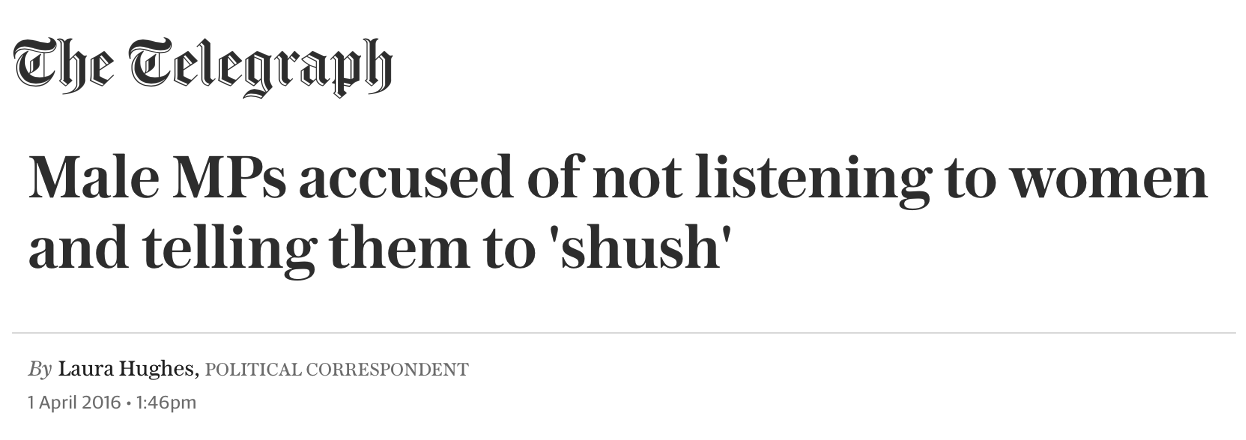 The Telegraph
Male MPs accused of not listening to women
and telling them to 'shush'
By Laura Hughes, POLITICAL CORRESPONDENT
1 April 2016 • 1:46pm